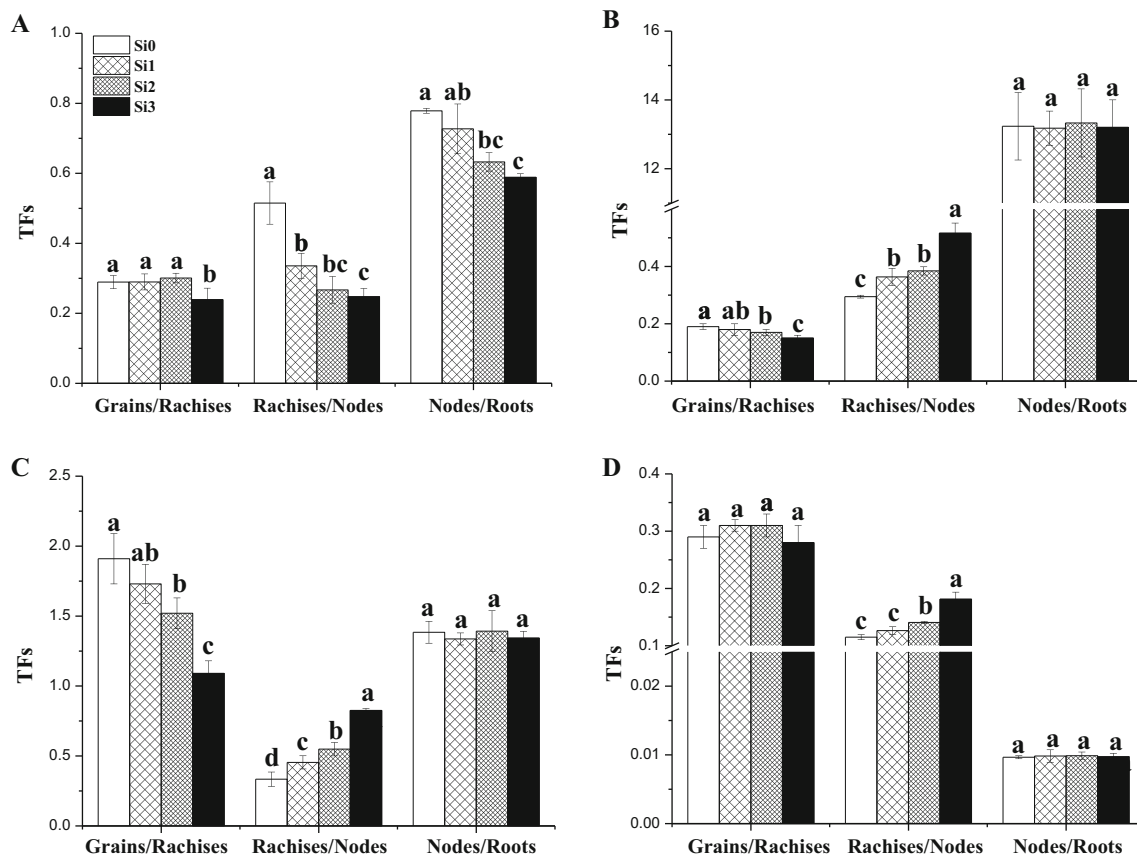 A
TFs
1.0
0.8
0.6
0.4
0.2
0.0
Si0
Si1
Si2
Si3
a a a b
a b bc c
a ab bc c
Grains/Rachises Rachises/Nodes Nodes/Roots
B
TFs
16
14
12
0.4
0.2
0.0
a ab b c
c b b a
a a a a
Grains/Rachises Rachises/Nodes Nodes/Roots
C
TFs
2.5
2.0
1.5
1.0
0.5
0.0
a ab b c
d c b a
a a a a
Grains/Rachises Rachises/Nodes Nodes/Roots
D
TFs
0.4
0.3
0.2
0.1
0.02
0.01
0.00
a a a a
c c b a
a a a a
Grains/Rachises Rachises/Nodes Nodes/Roots